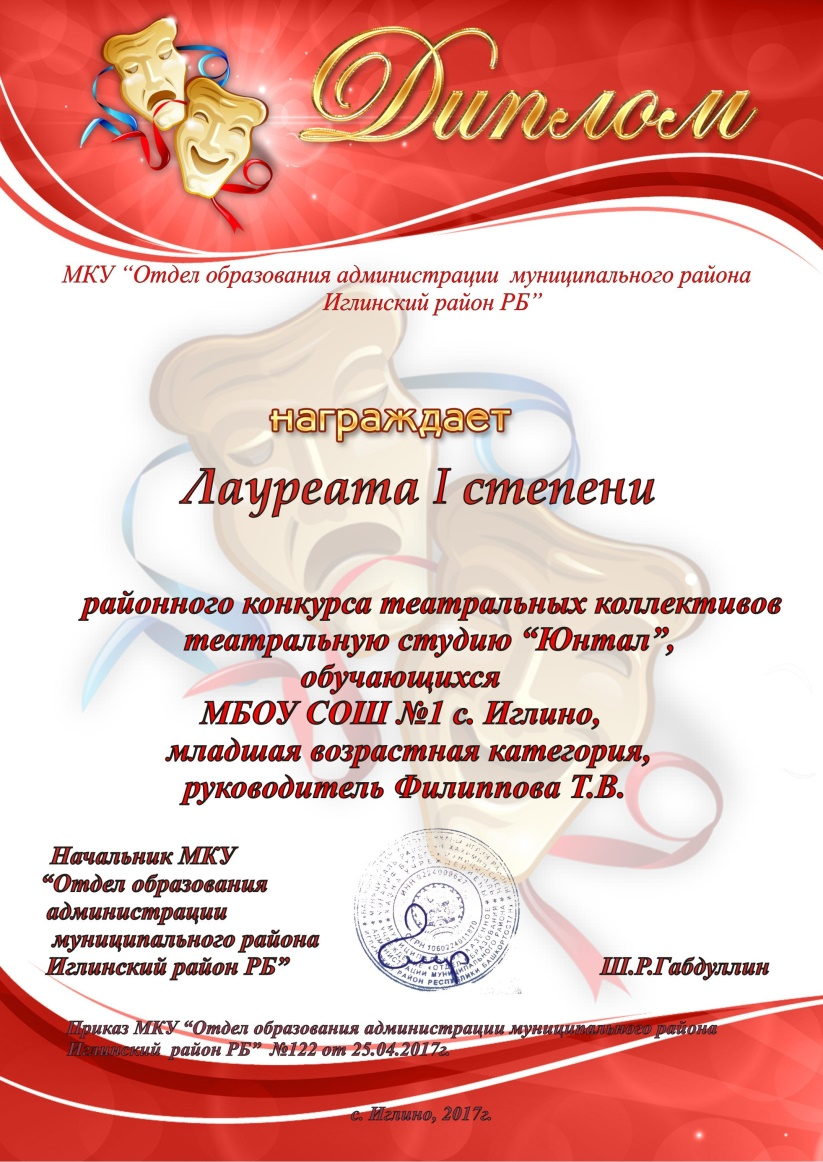 Диплом
МКУ “Отдел образования администрации муниципального района
Иглинский район РБ”
награждает
Лауреата I степени
районного конкурса театральных коллективов
театральную студию “Юнтал”,
обучающихся
МБОУ СОШ №1 с. Иглино,
младшая возрастная категория,
руководитель Филиппова Т.В.
Начальник МКУ
“Отдел образования
администрации
муниципального района
Иглинский район РБ”
Ш.Р.Габдуллин
Приказ МКУ “Отдел образования администрации муниципального района
Иглинский район РБ” №122 от 25.04.2017г.
с. Иглино, 2017г.